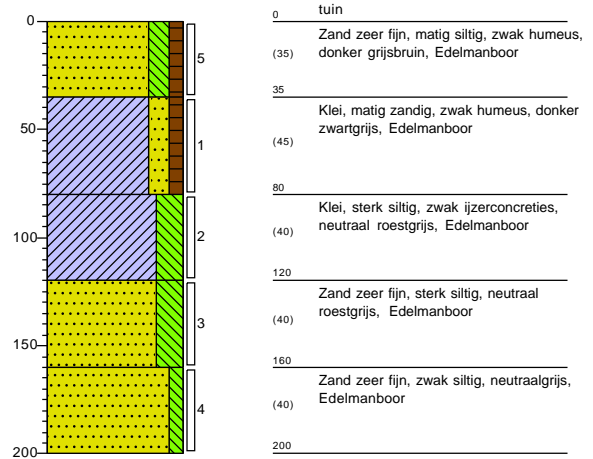 0
50
100
150
200
5
1
2
3
4
0
tuin
(35)
Zand zeer fijn, matig siltig, zwak humeus,
donker grijsbruin, Edelmanboor
35
(45)
Klei, matig zandig, zwak humeus, donker
zwartgrijs, Edelmanboor
80
(40)
Klei, sterk siltig, zwak ijzerconcreties,
neutraal roestgrijs, Edelmanboor
120
(40)
Zand zeer fijn, sterk siltig, neutraal
roestgrijs, Edelmanboor
160
(40)
Zand zeer fijn, zwak siltig, neutraalgrijs,
Edelmanboor
200